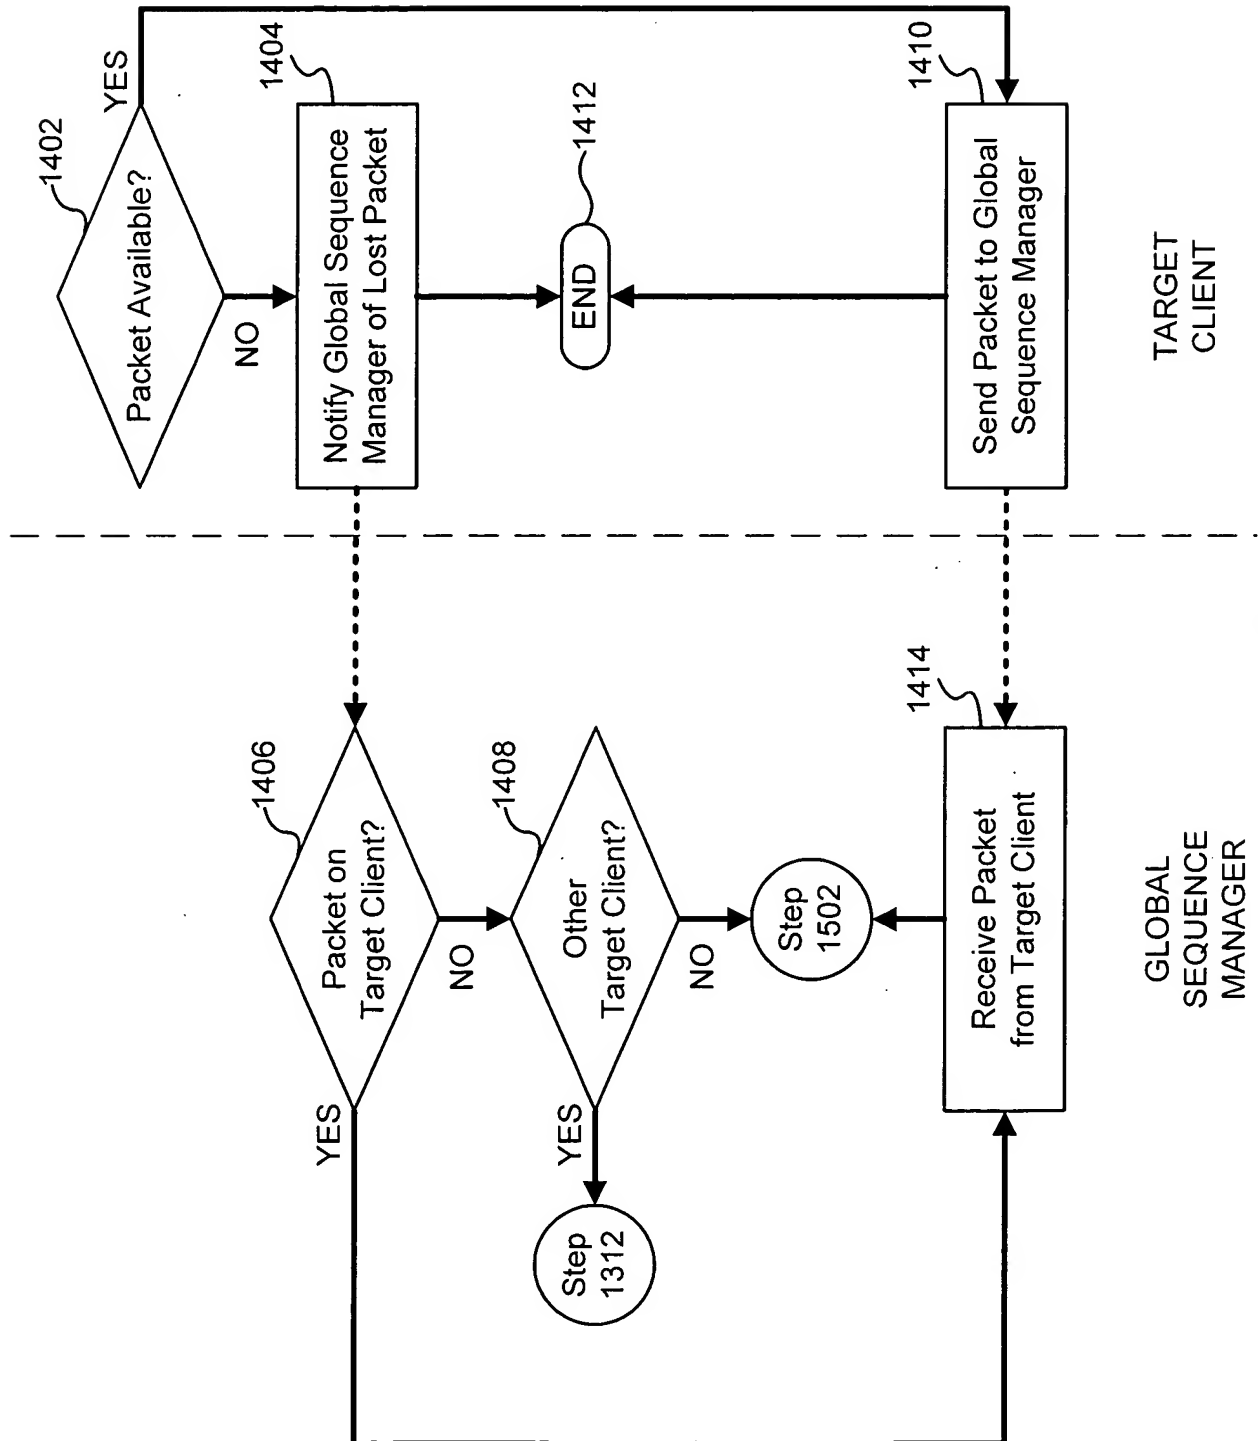 1402
Packet Available?
YES
NO
1404
Notify Global Sequence
Manager of Lost Packet
END
1412
1410
Send Packet to Global
Sequence Manager
TARGET
CLIENT
1406
Packet on
Target Client?
YES
NO
1408
Other
Target Client?
YES
NO
Step
1312
Step
1502
1414
Receive Packet
from Target Client
GLOBAL
SEQUENCE
MANAGER